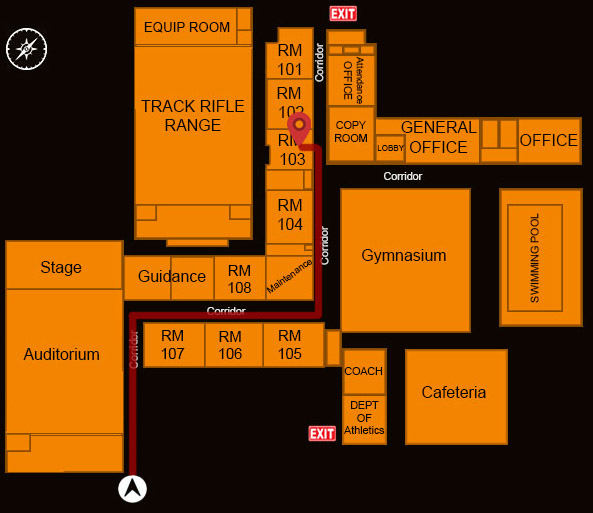 EXIT
EQUIP ROOM
TRACK RIFLE
RANGE
RM
101
Corridor
Attendance
OFFICE
RM
102
COPY
ROOM
GENERAL
OFFICE
LOBBY
OFFICE
RM
103
Corridor
RM
104
Corridor
Gymnasium
SWIMMING POOL
Stage
Guidance
RM
108
Maintenance
Corridor
Corridor
Auditorium
RM
107
RM
106
RM
105
COACH
Cafeteria
DEPT
OF
Athletics
EXIT